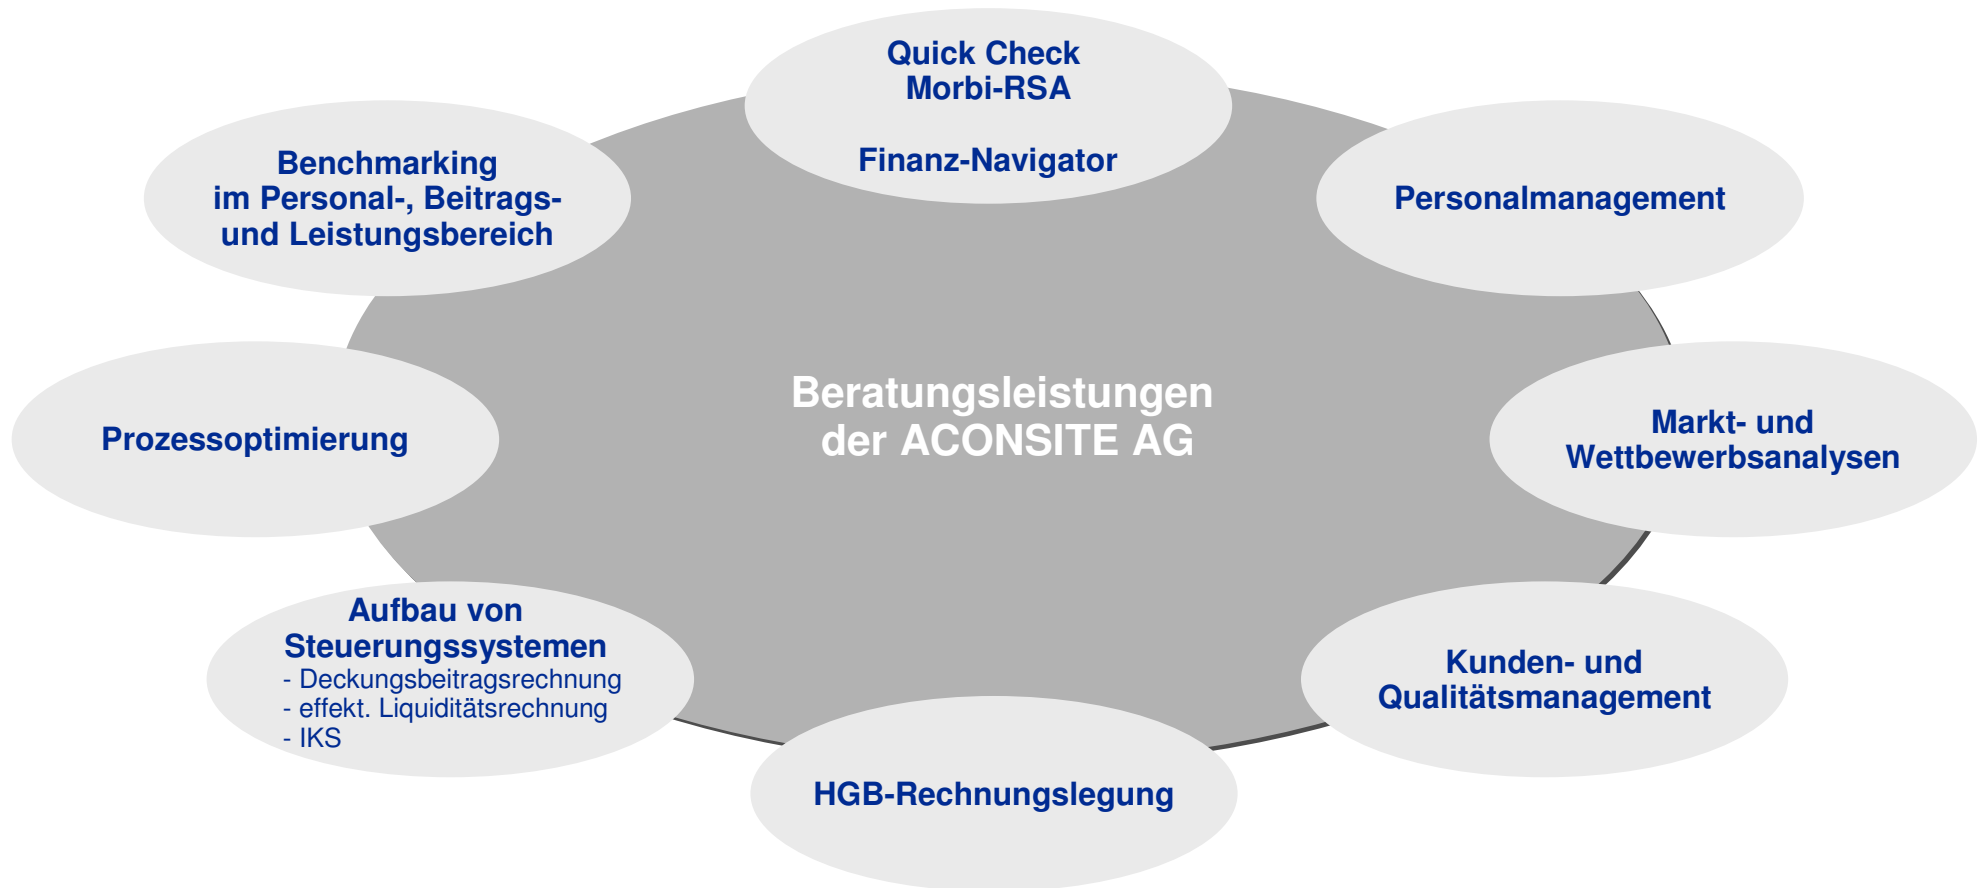 Quick Check
Morbi-RSA
Finanz-Navigator
Benchmarking
im Personal-, Beitrags-
und Leistungsbereich
Personalmanagement
Beratungsleistungen
der ACONSITE AG
Prozessoptimierung
Markt- und
Wettbewerbsanalysen
Aufbau von
Steuerungssystemen
- Deckungsbeitragsrechnung
- effekt. Liquiditätsrechnung
- IKS
Kunden- und
Qualitätsmanagement
HGB-Rechnungslegung